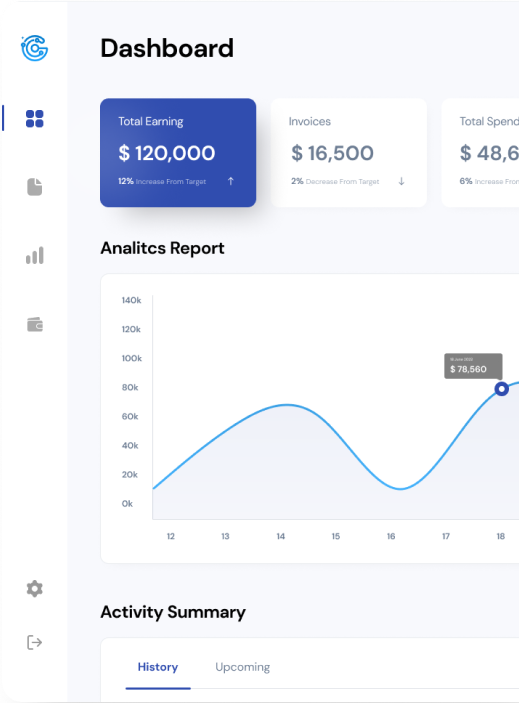 Dashboard
Total Earning
$ 120,000
12% Increase From Target
Invoices
$ 16,500
2% Decrease From Target
Total Spend
$ 48,6
6% Increase From
Analitcs Report
140k
120k
100k
80k
60k
40k
20k
0k
$ 78,560
12 13 14 15 16 17 18
Activity Summary
History Upcoming